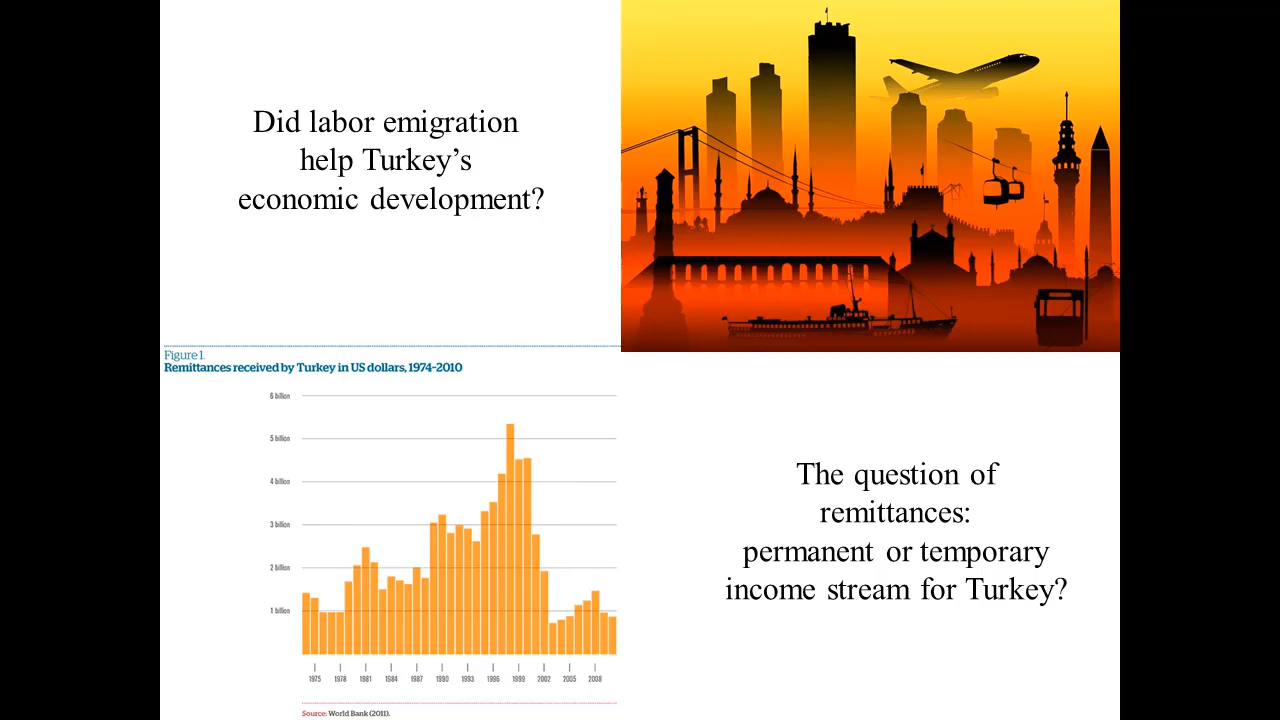 Did labor emigration
help Turkey’s
economic development?
Figure 1.
Remittances received by Turkey in US dollars, 1974-2010
6 billion
5 billion
4 billion
3 billion
2 billion
1 billion
1975 1978 1981 1984 1987 1990 1993 1996 1999 2002 2005 2008
Source: World Bank (2011).
The question of
remittances:
permanent or temporary
income stream for Turkey?